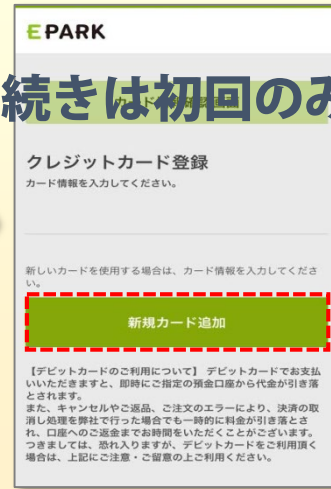 EPARK
続きは初回のみ
クレジットカード登録
カード情報を入力してください。
新しいカードを使用する場合は、カード情報を入力してくださ
い。
新規カード追加
【デビットカードのご利用について】 デビットカードでお支払
いいただきますと、即時にご指定の預金口座から代金が引き落
とされます。
また、キャンセルやご返品、ご注文のエラーにより、決済の取
消し処理を弊社で行った場合でも一時的に料金が引き落とさ
れ、口座へのご返金までお時間をいただくことがございます。
つきましては、恐れ入りますが、デビットカードをご利用頂く
場合は、上記にご注意・ご留意の上ご利用ください。